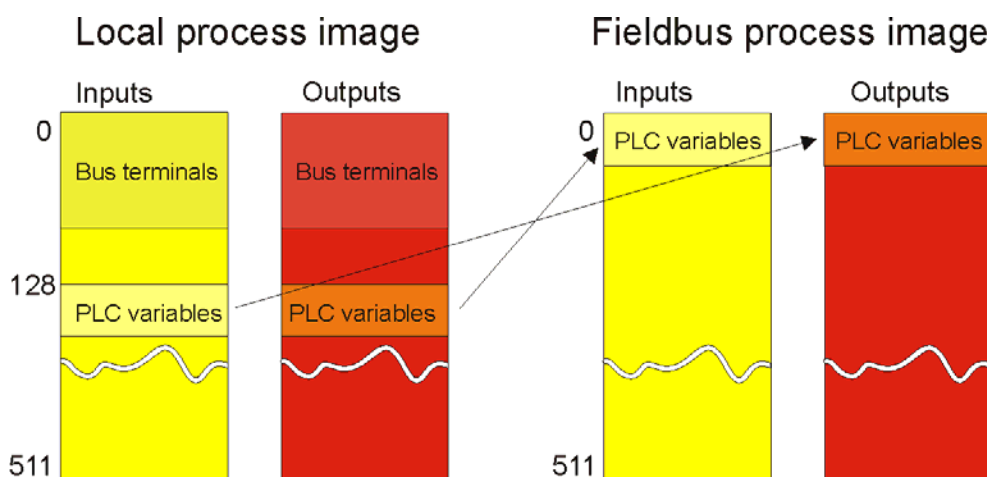 Local process image
Fieldbus process image
Inputs
Outputs
Inputs
Outputs
0
Bus terminals
Bus terminals
0
PLC variables
PLC variables
128
PLC variables
PLC variables
511
511